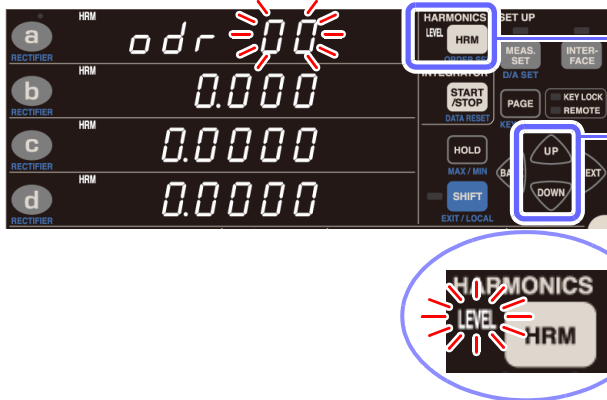 HRM
a
RECTIFIER
odr 00
HRM
b
RECTIFIER
0.000
HRM
c
RECTIFIER
0.0000
HRM
d
RECTIFIER
0.0000
HARMONICS
LEVEL
HRM
SET UP
MEAS.
SET
INTER-
FACE
D/A SET
INTEGRATOR
START
/STOP
DATA RESET
PAGE
KEY LOCK
REMOTE
HOLD
MAX / MIN
SHIFT
EXIT / LOCAL
UP
DOWN
HARMONICS
LEVEL
HRM